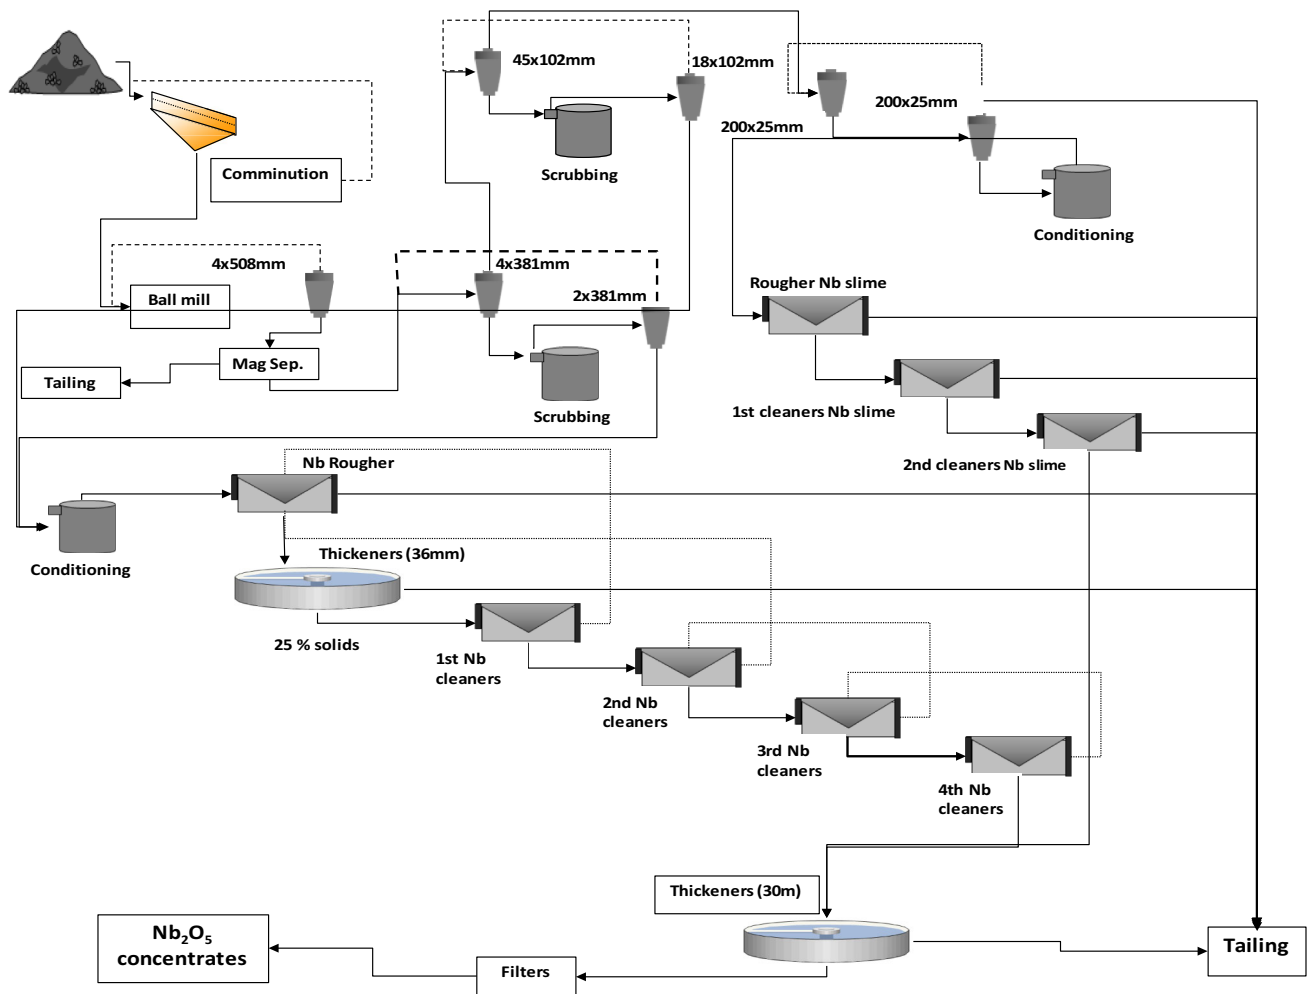 45x102mm
18x102mm
200x25mm
200x25mm
Comminution
Scrubbing
Conditioning
4x508mm
4x381mm
2x381mm
Ball mill
Rougher Nb slime
Mag Sep.
Tailing
Scrubbing
1st cleaners Nb slime
2nd cleaners Nb slime
Nb Rougher
Thickeners (36mm)
Conditioning
25 % solids
1st Nb
cleaners
2nd Nb
cleaners
3rd Nb
cleaners
4th Nb
cleaners
Thickeners (30m)
Nb₂O₅
concentrates
Filters
Tailing